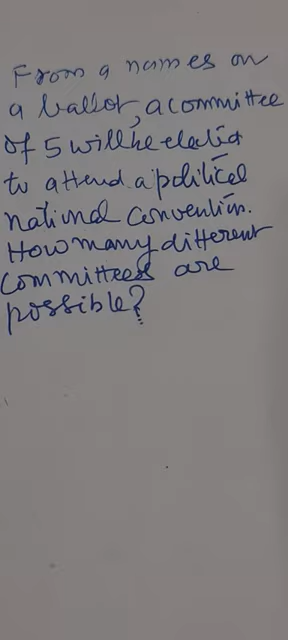 From 9 names on
a ballot, a committee
of 5 will be elected
to attend a political
national convention.
How many different
committees are
possible?